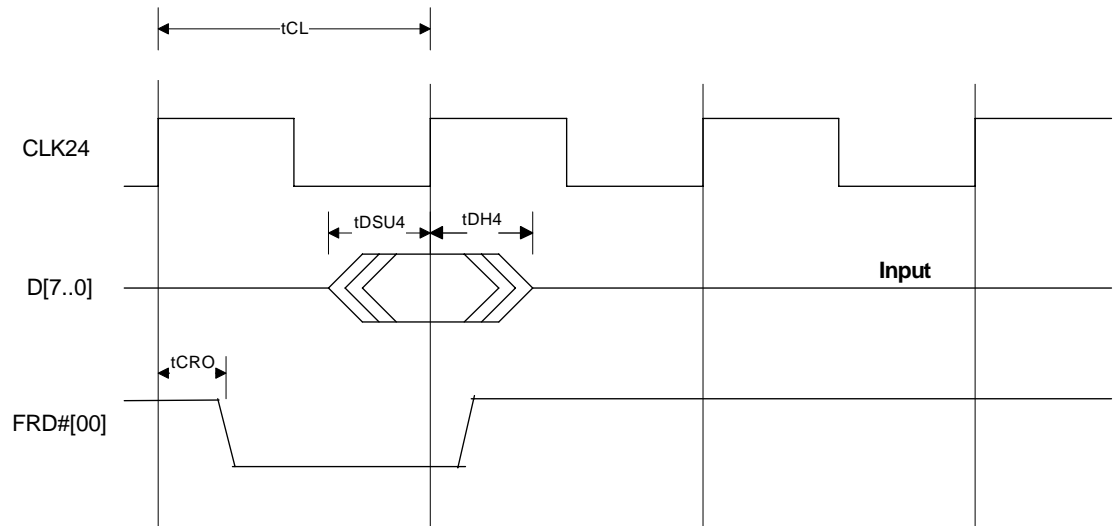 tCL
CLK24
tDSU4 tDH4
Input
D[7..0]
tCRO
FRD#[00]